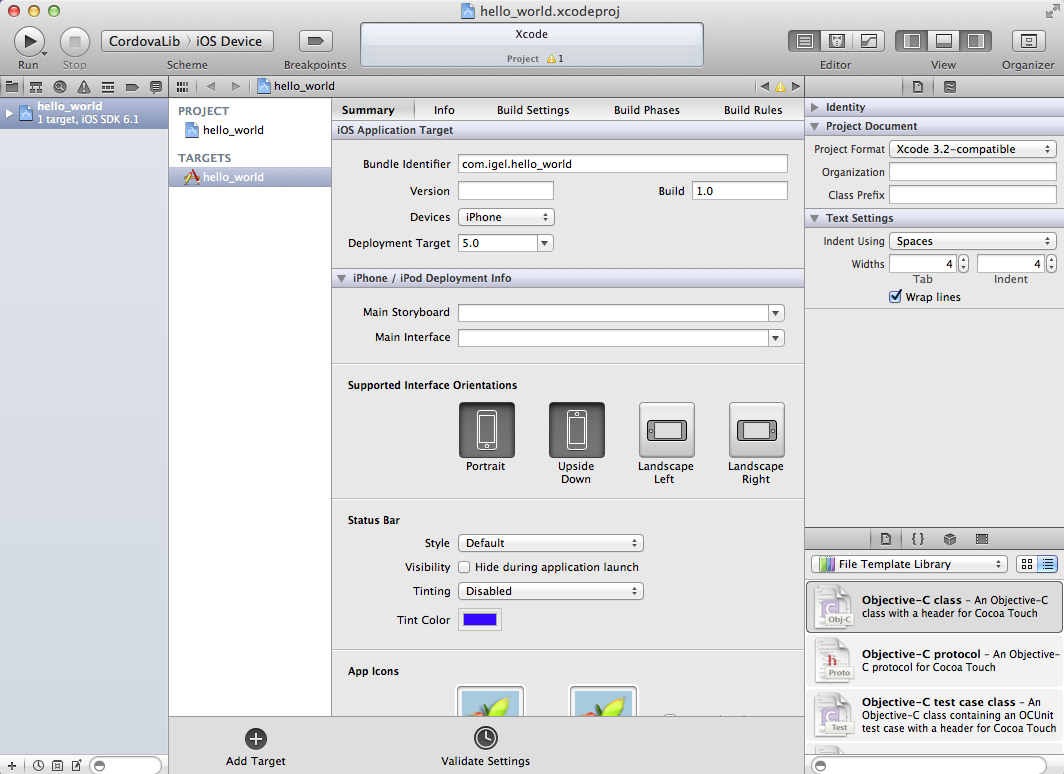 hello_world.xcodeproj
Run
Stop
CordovaLib › iOS Device
Scheme
Breakpoints
Xcode
Project 1
Editor
View
Organizer
hello_world
hello_world
1 target, iOS SDK 6.1
PROJECT
hello_world
TARGETS
hello_world
Summary Info Build Settings Build Phases Build Rules
iOS Application Target
Bundle Identifier com.igel.hello_world
Version Build 1.0
Devices iPhone
Deployment Target 5.0
iPhone / iPod Deployment Info
Main Storyboard
Main Interface
Supported Interface Orientations
Portrait
Upside
Down
Landscape
Left
Landscape
Right
Status Bar
Style Default
Visibility Hide during application launch
Tinting Disabled
Tint Color
App Icons
Add Target
Validate Settings
Identity
Project Document
Project Format Xcode 3.2-compatible
Organization
Class Prefix
Text Settings
Indent Using Spaces
Widths 4 4
Tab Indent
Wrap lines
{ }
File Template Library
Obj-C
Objective-C class – An Objective-C
class with a header for Cocoa Touch
h
Proto
Objective-C protocol – An Objective-
C protocol for Cocoa Touch
C
Test
Objective-C test case class – An
Objective-C class containing an OCUnit
test case with a header for Cocoa Touch